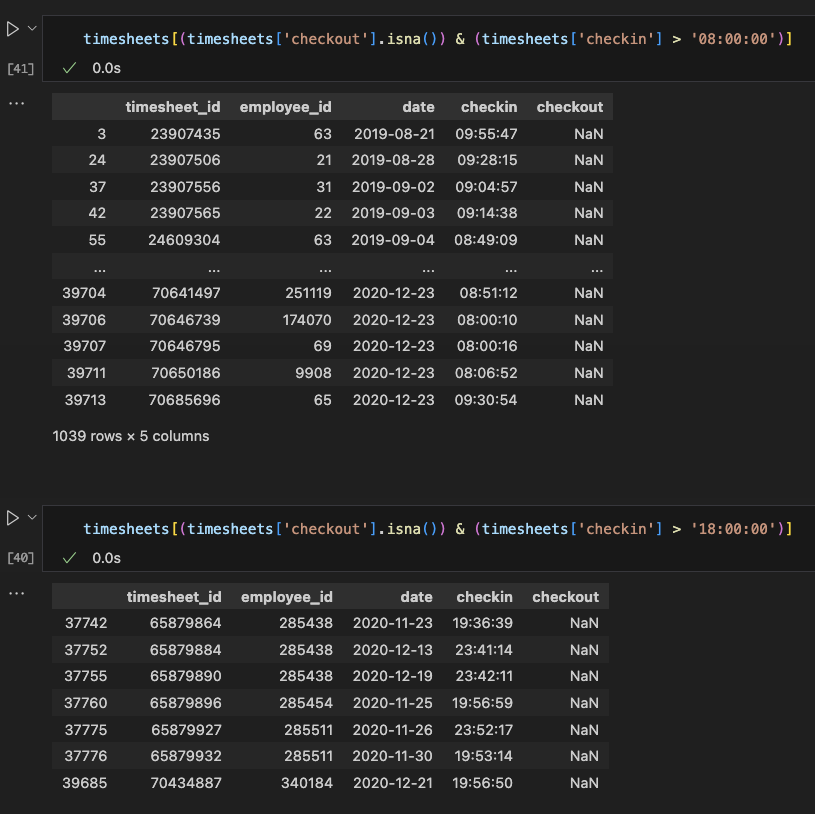 timesheets[(timesheets['checkout'].isna()) & (timesheets['checkin'] > '08:00:00')]
[41] 0.0s
...
timesheet_id employee_id date checkin checkout
3 23907435 63 2019-08-21 09:55:47 NaN
24 23907506 21 2019-08-28 09:28:15 NaN
37 23907556 31 2019-09-02 09:04:57 NaN
42 23907565 22 2019-09-03 09:14:38 NaN
55 24609304 63 2019-09-04 08:49:09 NaN
... ... ... ... ... ...
39704 70641497 251119 2020-12-23 08:51:12 NaN
39706 70646739 174070 2020-12-23 08:00:10 NaN
39707 70646795 69 2020-12-23 08:00:16 NaN
39711 70650186 9908 2020-12-23 08:06:52 NaN
39713 70685696 65 2020-12-23 09:30:54 NaN
1039 rows × 5 columns
timesheets[(timesheets['checkout'].isna()) & (timesheets['checkin'] > '18:00:00')]
[40] 0.0s
...
timesheet_id employee_id date checkin checkout
37742 65879864 285438 2020-11-23 19:36:39 NaN
37752 65879884 285438 2020-12-13 23:41:14 NaN
37755 65879890 285438 2020-12-19 23:42:11 NaN
37760 65879896 285454 2020-11-25 19:56:59 NaN
37775 65879927 285511 2020-11-26 23:52:17 NaN
37776 65879932 285511 2020-11-30 19:53:14 NaN
39685 70434887 340184 2020-12-21 19:56:50 NaN